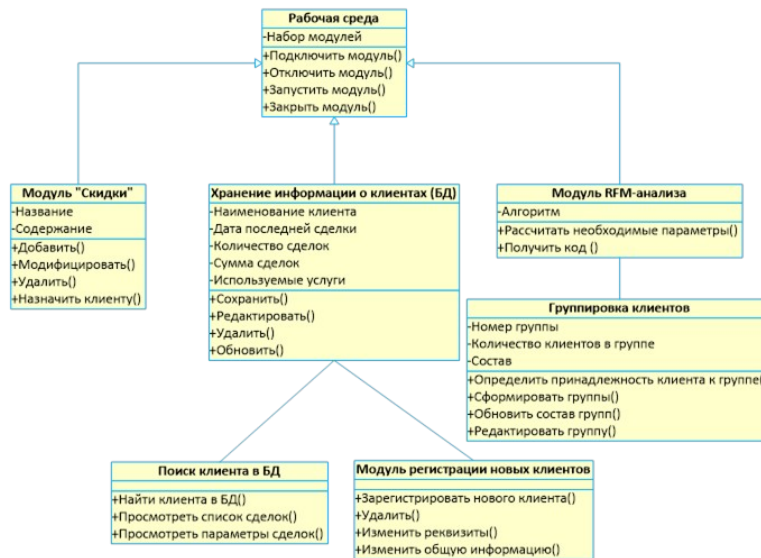 Рабочая среда
-Набор модулей
+Подключить модуль()
+Отключить модуль()
+Запустить модуль()
+Закрыть модуль()
Модуль "Скидки"
-Название
-Содержание
+Добавить()
+Модифицировать()
+Удалить()
+Назначить клиенту()
Хранение информации о клиентах (БД)
-Наименование клиента
-Дата последней сделки
-Количество сделок
-Сумма сделок
-Используемые услуги
+Сохранить()
+Редактировать()
+Удалить()
+Обновить()
Модуль RFM-анализа
-Алгоритм
+Рассчитать необходимые параметры()
+Получить код ()
Группировка клиентов
-Номер группы
-Количество клиентов в группе
-Состав
+Определить принадлежность клиента к группе(
+Сформировать группы()
+Обновить состав групп()
+Редактировать группу()
Поиск клиента в БД
+Найти клиента в БД()
+Просмотреть список сделок()
+Просмотреть параметры сделок()
Модуль регистрации новых клиентов
+Зарегистрировать нового клиента()
+Удалить()
+Изменить реквизиты()
+Изменить общую информацию()